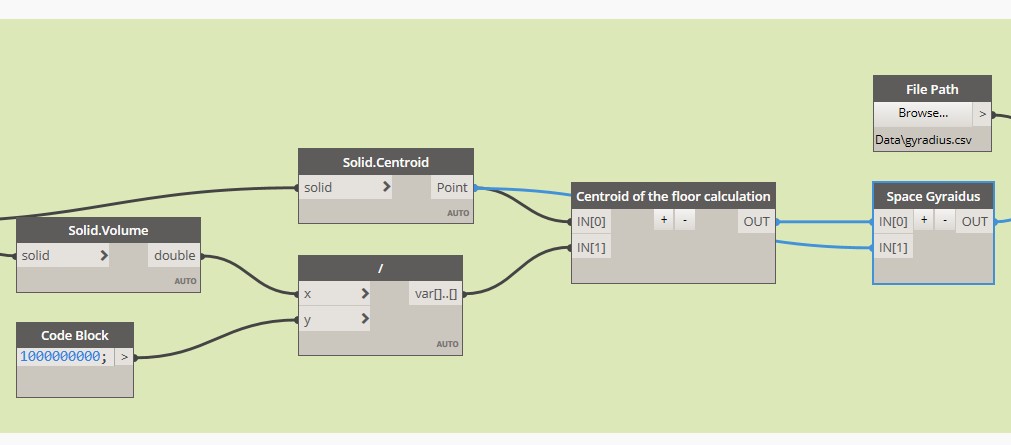 File Path
Browse... >
Data\gyradius.csv
Solid.Centroid
solid > Point
AUTO
Centroid of the floor calculation
IN[0] + - OUT
IN[1]
Space Gyraidus
IN[0] + - OUT
IN[1]
Solid.Volume
solid > double
AUTO
/
x > var[]..[]
y >
AUTO
Code Block
1000000000; >